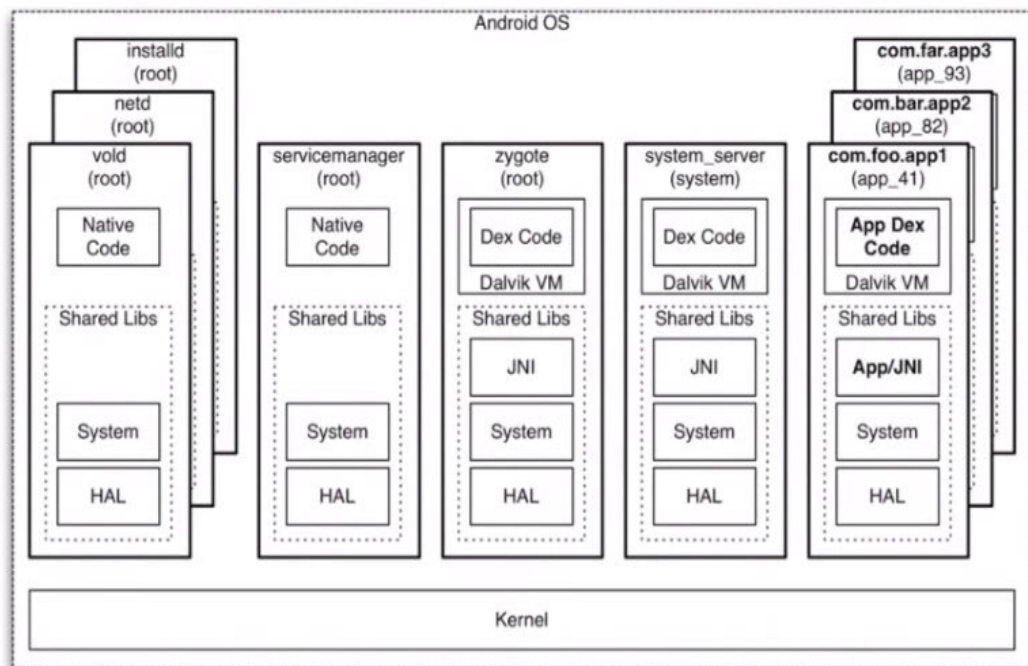 Android OS
installd
(root)
netd
(root)
vold
(root)
Native
Code
Shared Libs
System
HAL
servicemanager
(root)
Native
Code
Shared Libs
System
HAL
zygote
(root)
Dex Code
Dalvik VM
Shared Libs
JNI
System
HAL
system_server
(system)
Dex Code
Dalvik VM
Shared Libs
JNI
System
HAL
com.far.app3
(app_93)
com.bar.app2
(app_82)
com.foo.app1
(app_41)
App Dex
Code
Dalvik VM
Shared Libs
App/JNI
System
HAL
Kernel